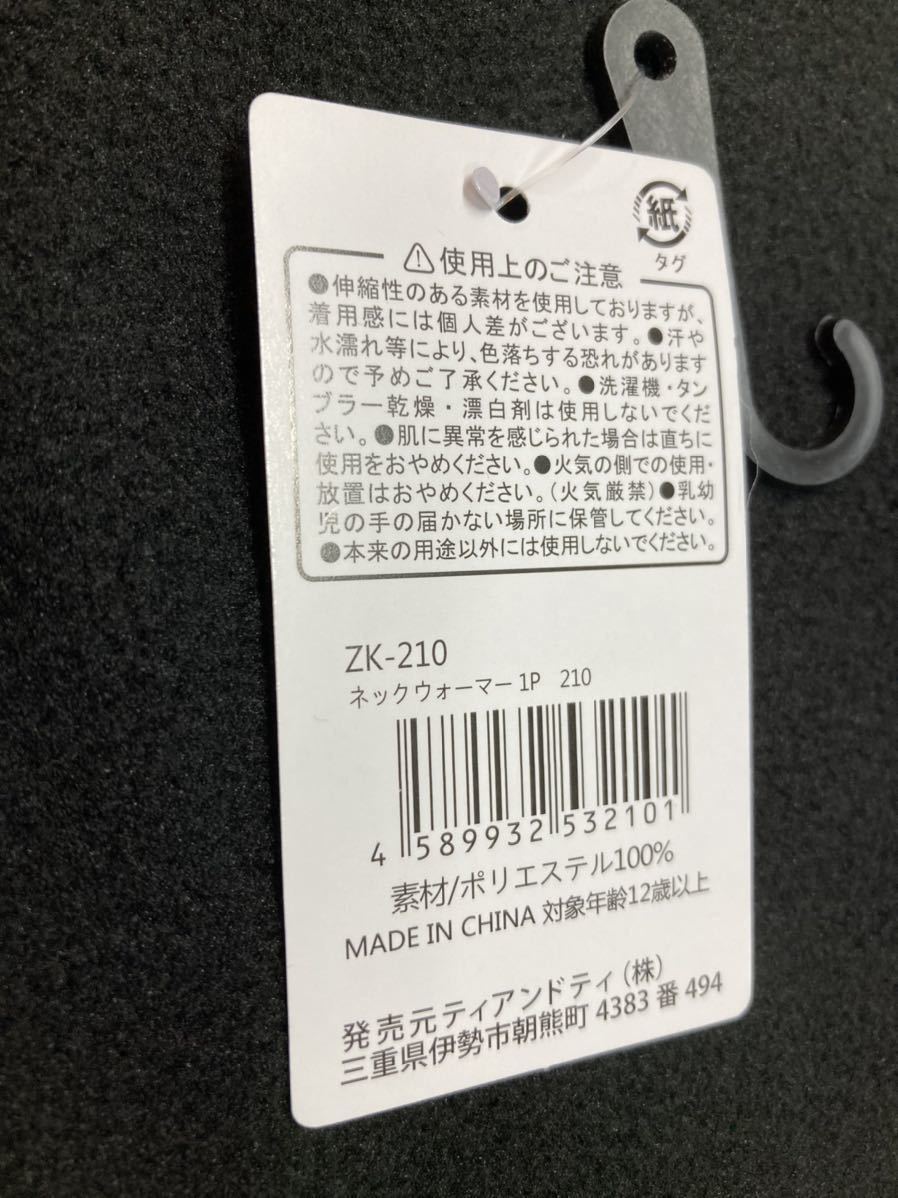 紙
タグ
⚠使用上のご注意
●伸縮性のある素材を使用しておりますが、
着用感には個人差がございます。●汗や
水濡れ等により、色落ちする恐れがあります
ので予めご了承ください。●洗濯機・タン
ブラー乾燥・漂白剤は使用しないでくだ
さい。●肌に異常を感じられた場合は直ちに
使用をおやめください。●火気の側での使用・
放置はおやめください。(火気厳禁)●乳幼
児の手の届かない場所に保管してください。
●本来の用途以外には使用しないでください。
ZK-210
ネックウォーマー 1P 210
4 589932 532101
素材/ポリエステル100%
MADE IN CHINA 対象年齢12歳以上
発売元ティアンドティ(株)
三重県伊勢市朝熊町 4383 番 494